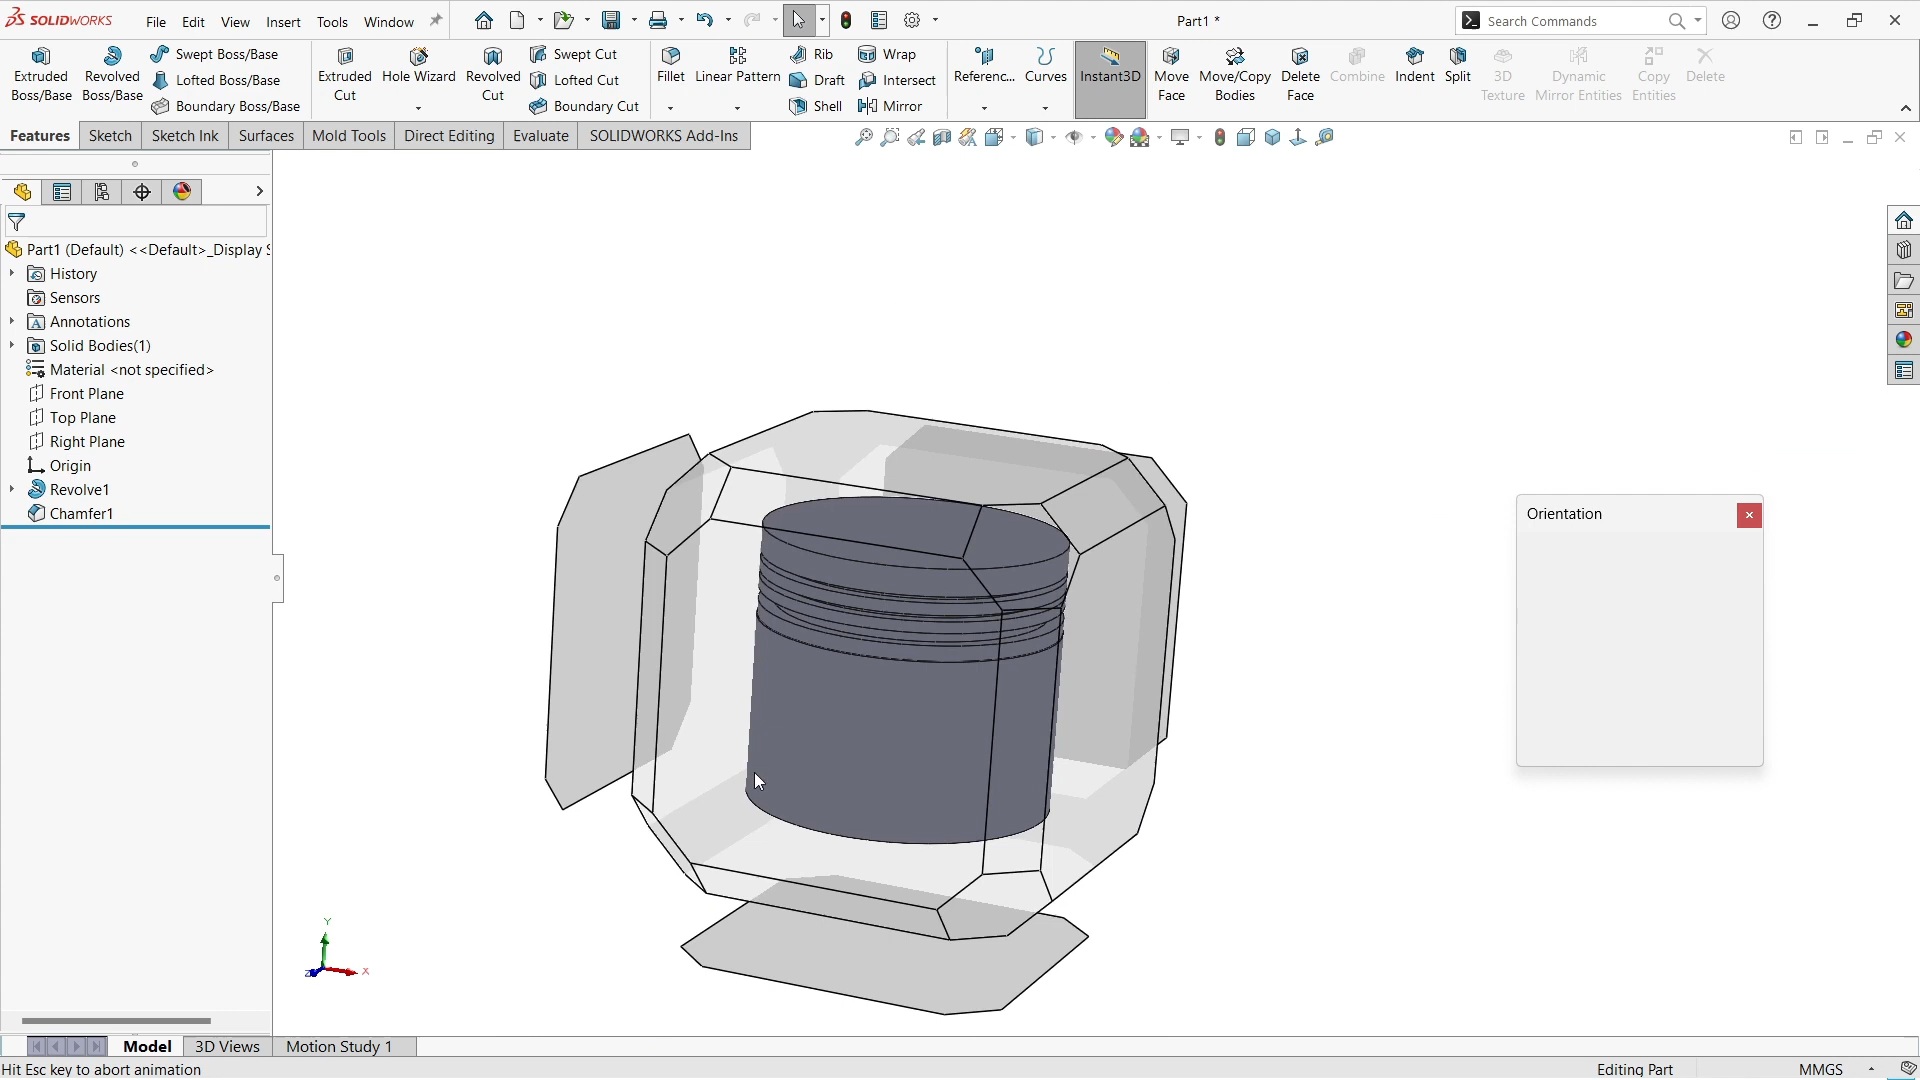 SOLIDWORKS
File Edit View Insert Tools Window
Part1 *
Search Commands
Extruded Boss/Base
Revolved Boss/Base
Swept Boss/Base
Lofted Boss/Base
Boundary Boss/Base
Extruded Cut
Hole Wizard
Revolved Cut
Swept Cut
Lofted Cut
Boundary Cut
Fillet
Linear Pattern
Rib
Draft
Shell
Wrap
Intersect
Mirror
Referenc...
Curves
Instant3D
Move Face
Move/Copy Bodies
Delete Face
Combine
Indent
Split
3D Texture
Dynamic Mirror Entities
Copy Entities
Delete
Features Sketch Sketch Ink Surfaces Mold Tools Direct Editing Evaluate SOLIDWORKS Add-Ins
Part1 (Default) <<Default>_Display S
History
Sensors
A Annotations
Solid Bodies(1)
Material <not specified>
Front Plane
Top Plane
Right Plane
Origin
Revolve1
Chamfer1
Orientation
Y
Z
X
Model 3D Views Motion Study 1
Hit Esc key to abort animation
Editing Part
MMGS